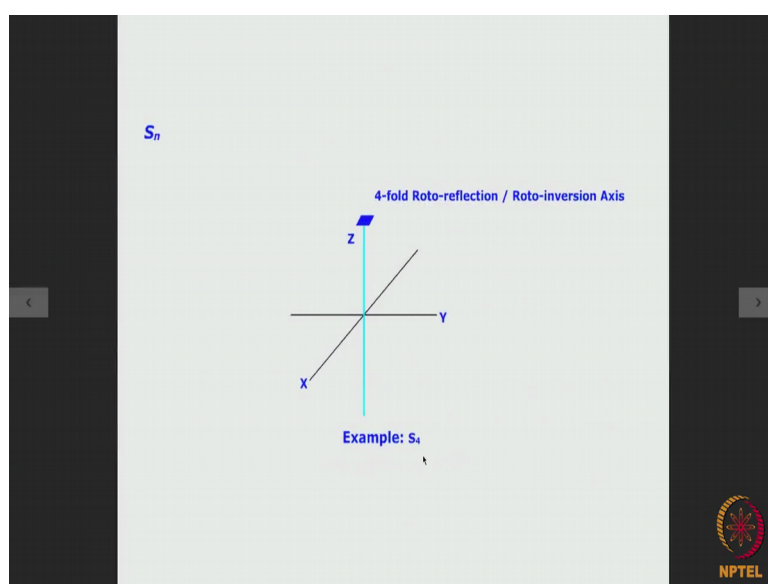 Sn
4-fold Roto-reflection / Roto-inversion Axis
Z
Y
X
Example: S4
NPTEL